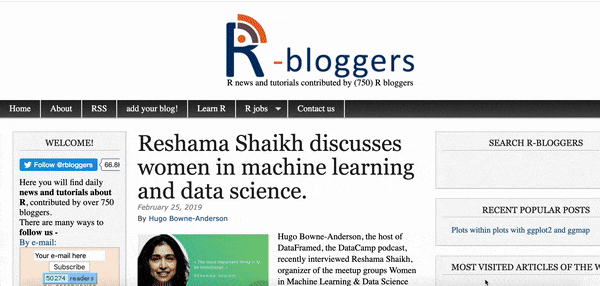 R-bloggers
R news and tutorials contributed by (750) R bloggers
Home About RSS add your blog! Learn R R jobs Contact us
WELCOME!
Follow @rbloggers 66.8
Here you will find daily
news and tutorials about
R, contributed by over 750
bloggers.
There are many ways to
follow us -
By e-mail:
Your e-mail here
Subscribe
50274 readers
Reshama Shaikh discusses
women in machine learning
and data science.
February 25, 2019
By Hugo Bowne-Anderson
Hugo Bowne-Anderson, the host of
DataFramed, the DataCamp podcast,
recently interviewed Reshama Shaikh,
organizer of the meetup groups Women
in Machine Learning & Data Science
SEARCH R-BLOGGERS
RECENT POPULAR POSTS
Plots within plots with ggplot2 and ggmap
MOST VISITED ARTICLES OF THE W